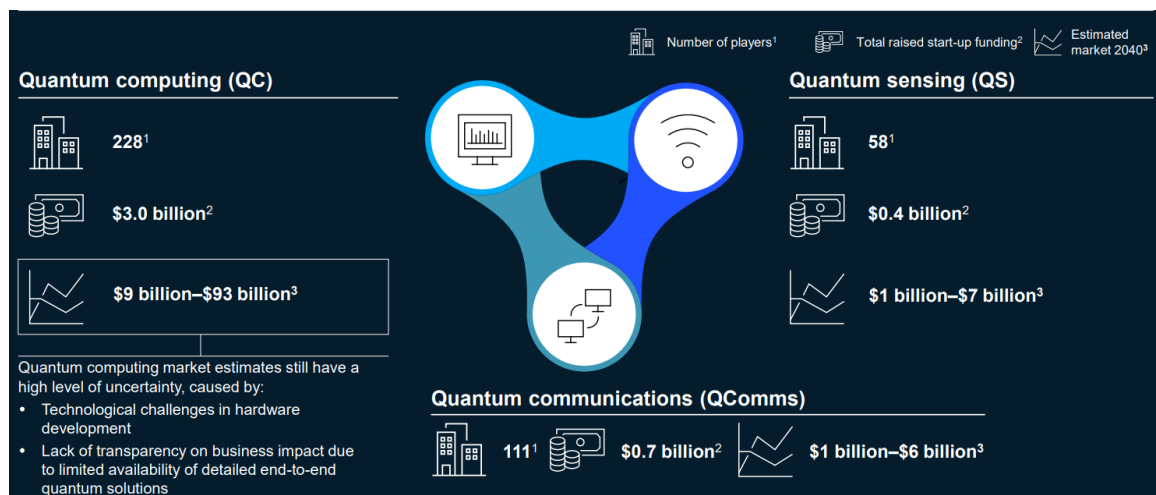 Number of players¹
Total raised start-up funding²
Estimated
market 2040³
Quantum computing (QC)
228¹
$3.0 billion²
$9 billion–$93 billion³
Quantum computing market estimates still have a
high level of uncertainty, caused by:
• Technological challenges in hardware
development
• Lack of transparency on business impact due
to limited availability of detailed end-to-end
quantum solutions
Quantum sensing (QS)
58¹
$0.4 billion²
$1 billion–$7 billion³
Quantum communications (QComms)
111¹
$0.7 billion²
$1 billion–$6 billion³